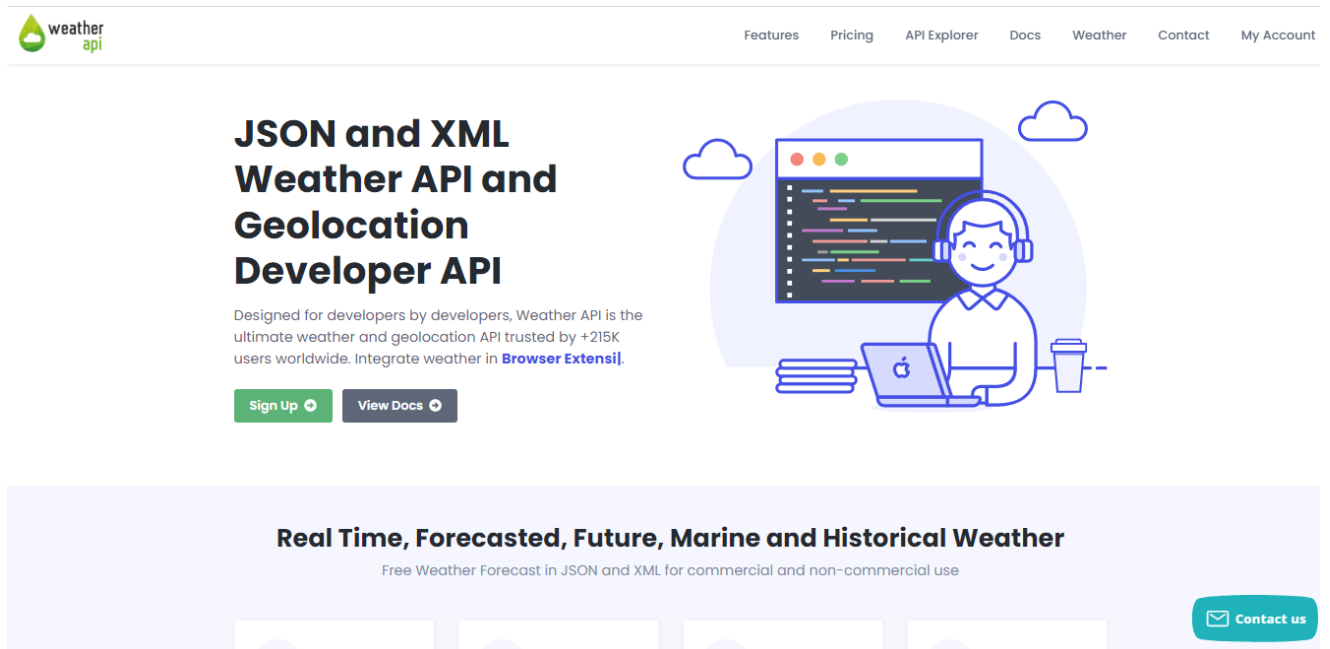 weather
api
Features Pricing API Explorer Docs Weather Contact My Account
JSON and XML
Weather API and
Geolocation
Developer API
Designed for developers by developers, Weather API is the
ultimate weather and geolocation API trusted by +215K
users worldwide. Integrate weather in Browser Extensi|.
Sign Up View Docs
Real Time, Forecasted, Future, Marine and Historical Weather
Free Weather Forecast in JSON and XML for commercial and non-commercial use
Contact us